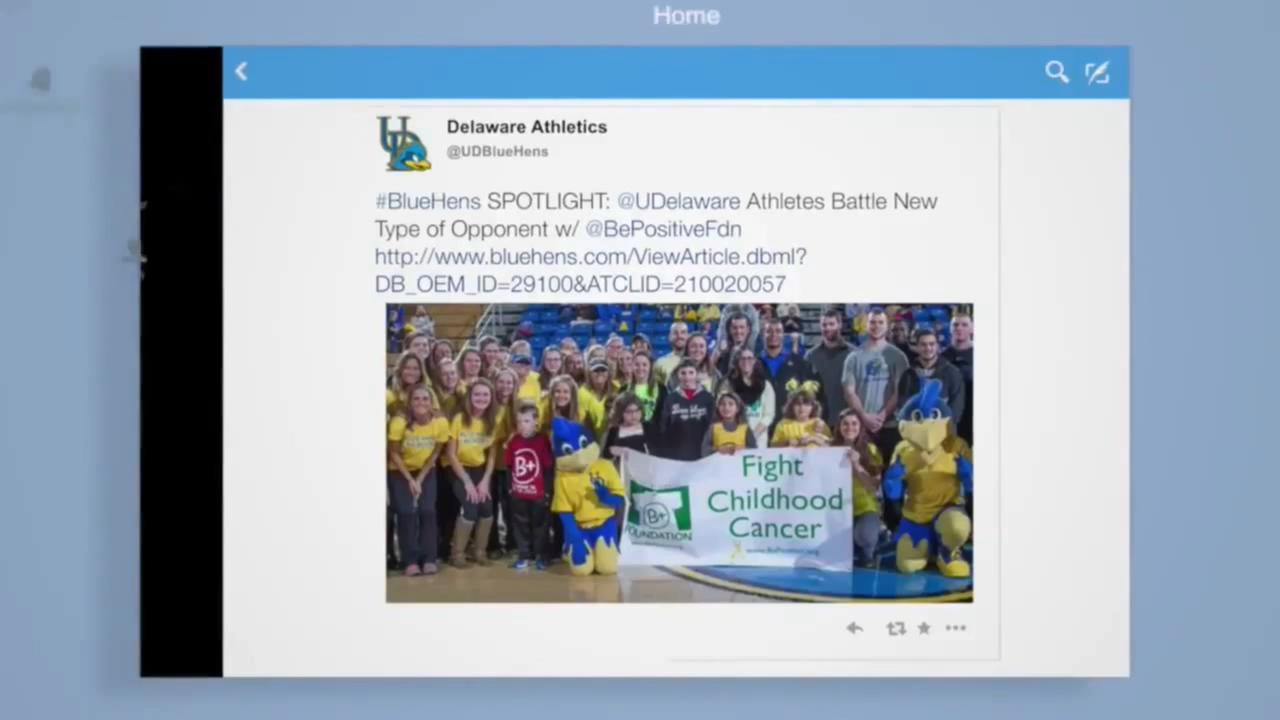 Home
UD
Delaware Athletics
@UDBlueHens
#BlueHens SPOTLIGHT: @UDelaware Athletes Battle New
Type of Opponent w/ @BePositiveFdn
http://www.bluehens.com/ViewArticle.dbml?
DB_OEM_ID=29100&ATCLID=210020057
B+
Fight
Childhood
Cancer
B+
FOUNDATION